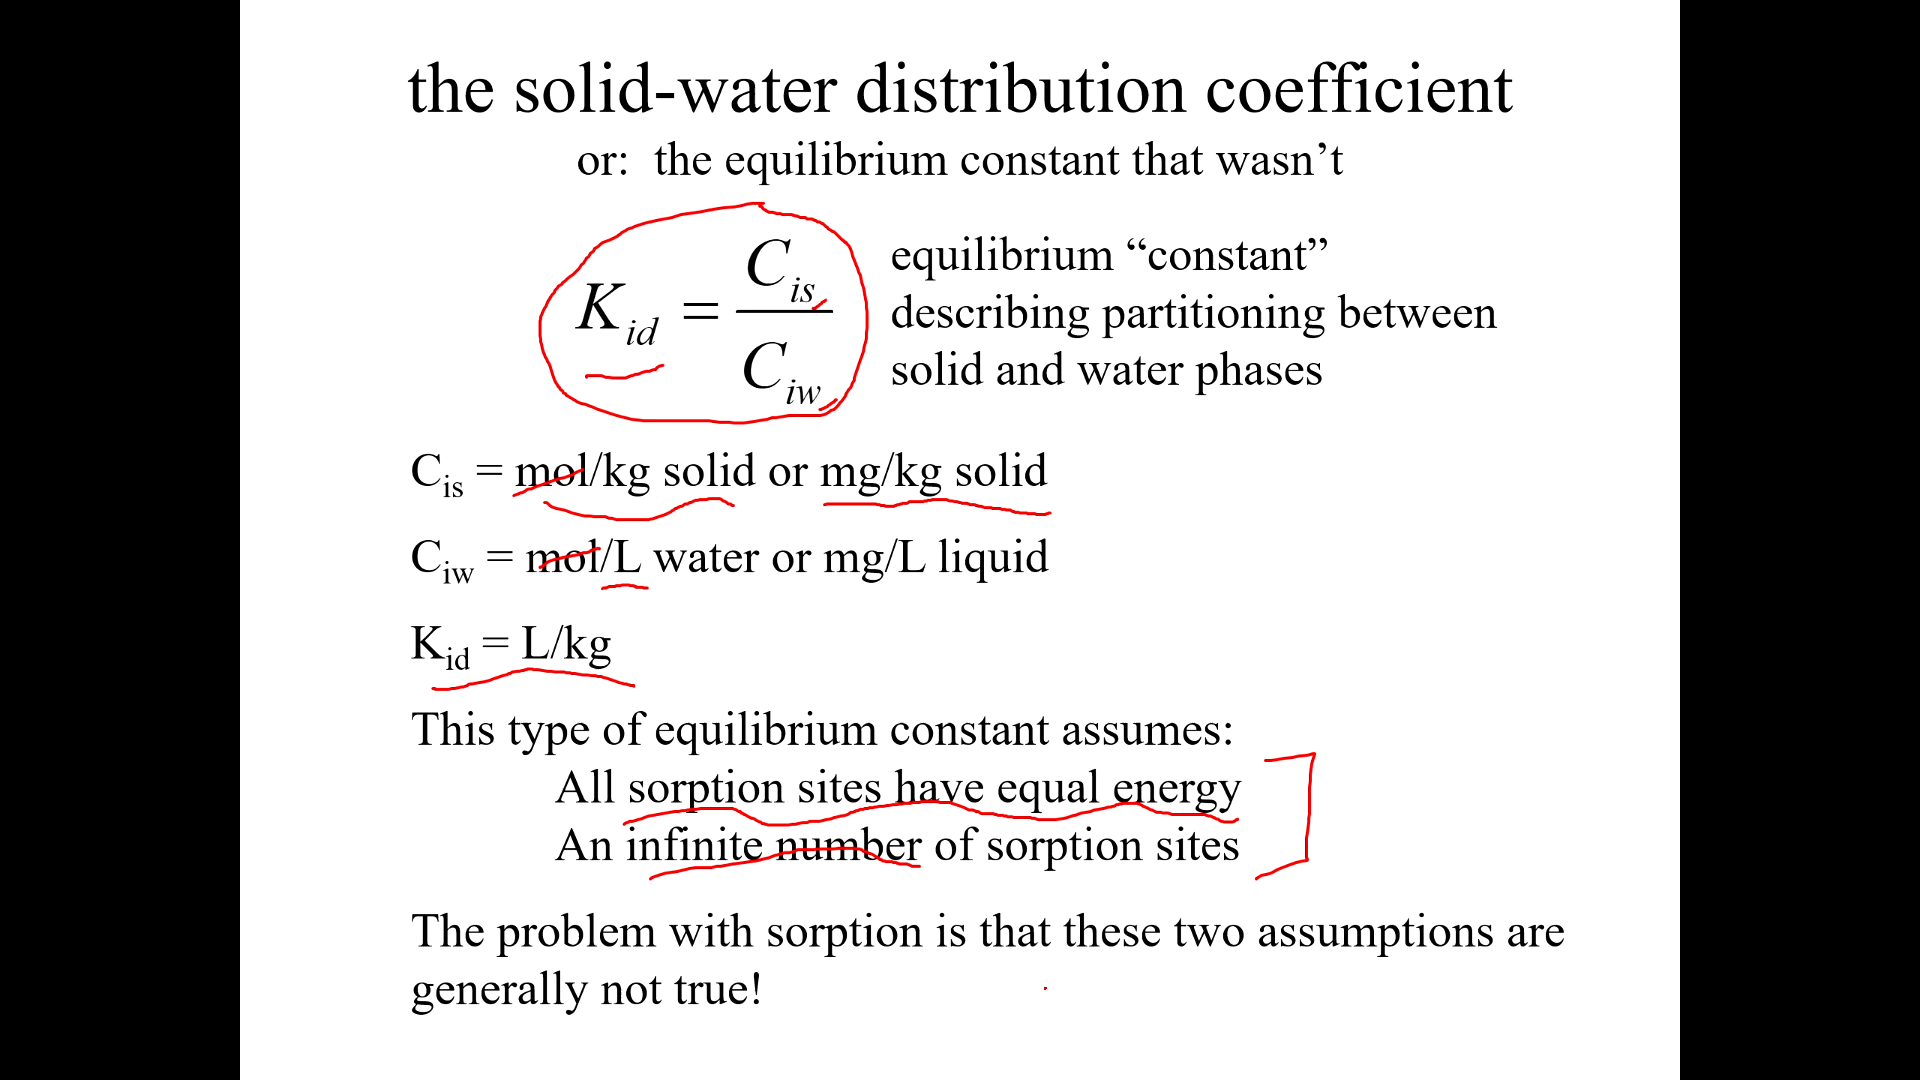 the solid-water distribution coefficient
or: the equilibrium constant that wasn’t
K_id = C_is / C_iw
equilibrium “constant”
describing partitioning between
solid and water phases
C_is = mol/kg solid or mg/kg solid
C_iw = mol/L water or mg/L liquid
K_id = L/kg
This type of equilibrium constant assumes:
All sorption sites have equal energy
An infinite number of sorption sites
The problem with sorption is that these two assumptions are
generally not true!